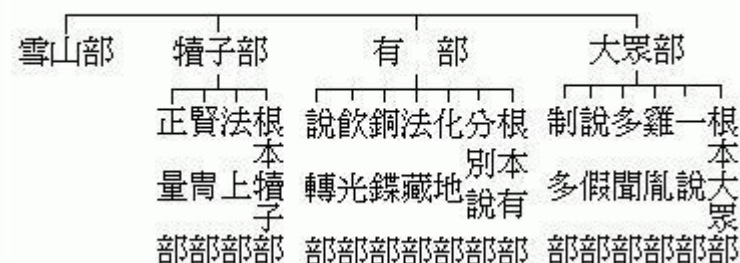 雪山部 犢子部 有部 大眾部
正量部
賢冑部
法上部
根本犢子部
說轉部
飲光部
銅鍱部
法藏部
化地部
分別說部
根本有部
制多部
說假部
多聞部
雞胤部
一說部
根本大眾部